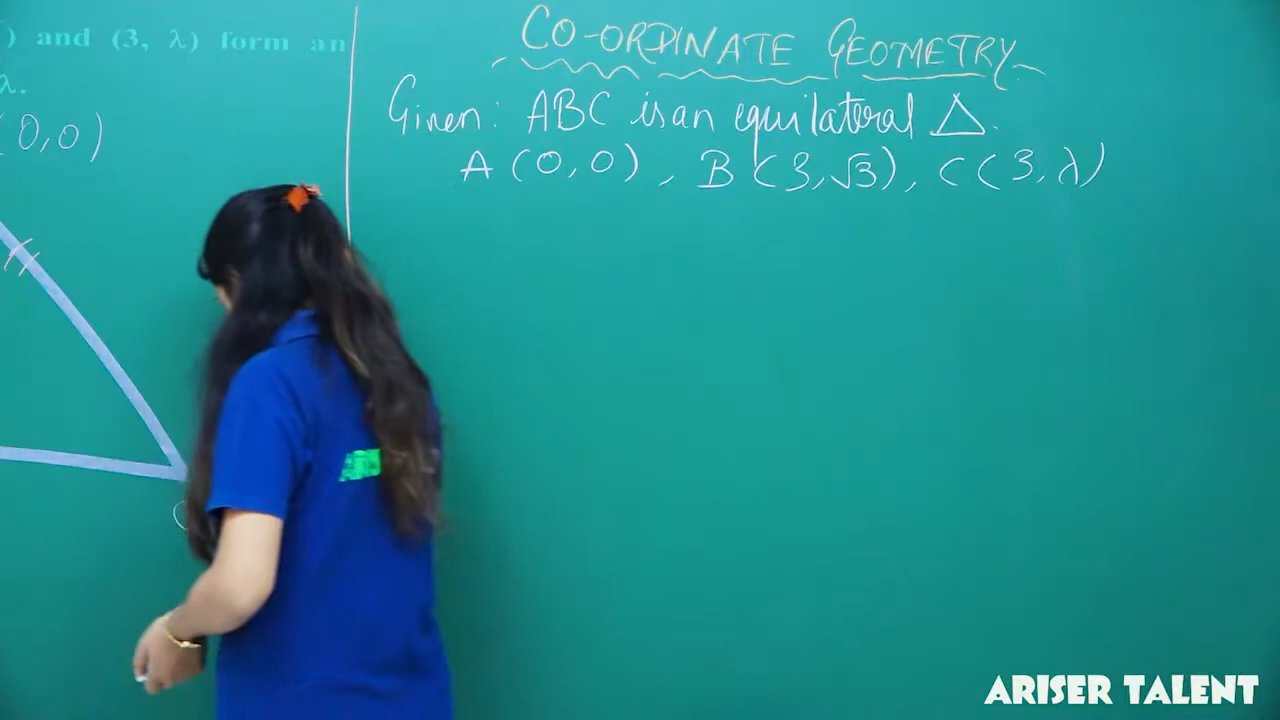 ) and (3, λ) form an
λ.
(0,0)
CO-ORDINATE GEOMETRY
Given: ABC is an equilateral △.
A (0,0), B (3,√3), C (3,λ)
ARISER TALENT